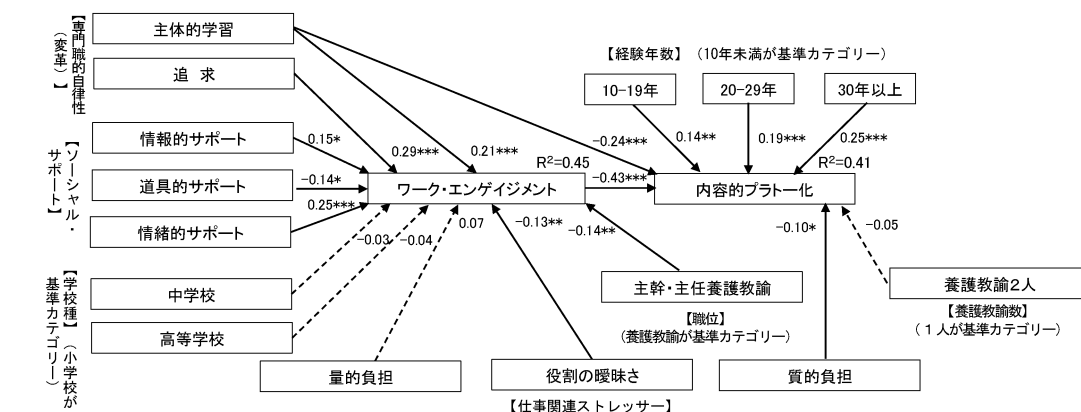 【専門職的自律性
（変革）】
主体的学習
追 求
【ソーシャル・
サポート】
情報的サポート
道具的サポート
情緒的サポート
【学校種】（小学校が
基準カテゴリー）
中学校
高等学校
【経験年数】（10年未満が基準カテゴリー）
10-19年
20-29年
30年以上
0.15*
-0.14*
0.25***
0.29***
0.21***
-0.24***
0.14**
0.19***
0.25***
R²=0.45
R²=0.41
ワーク・エンゲイジメント
-0.43***
内容的プラトー化
-0.03
-0.04
0.07
-0.13**
-0.14**
-0.10*
-0.05
主幹・主任養護教諭
【職位】
（養護教諭が基準カテゴリー）
養護教諭２人
【養護教諭数】
（１人が基準カテゴリー）
量的負担
役割の曖昧さ
質的負担
【仕事関連ストレッサー】